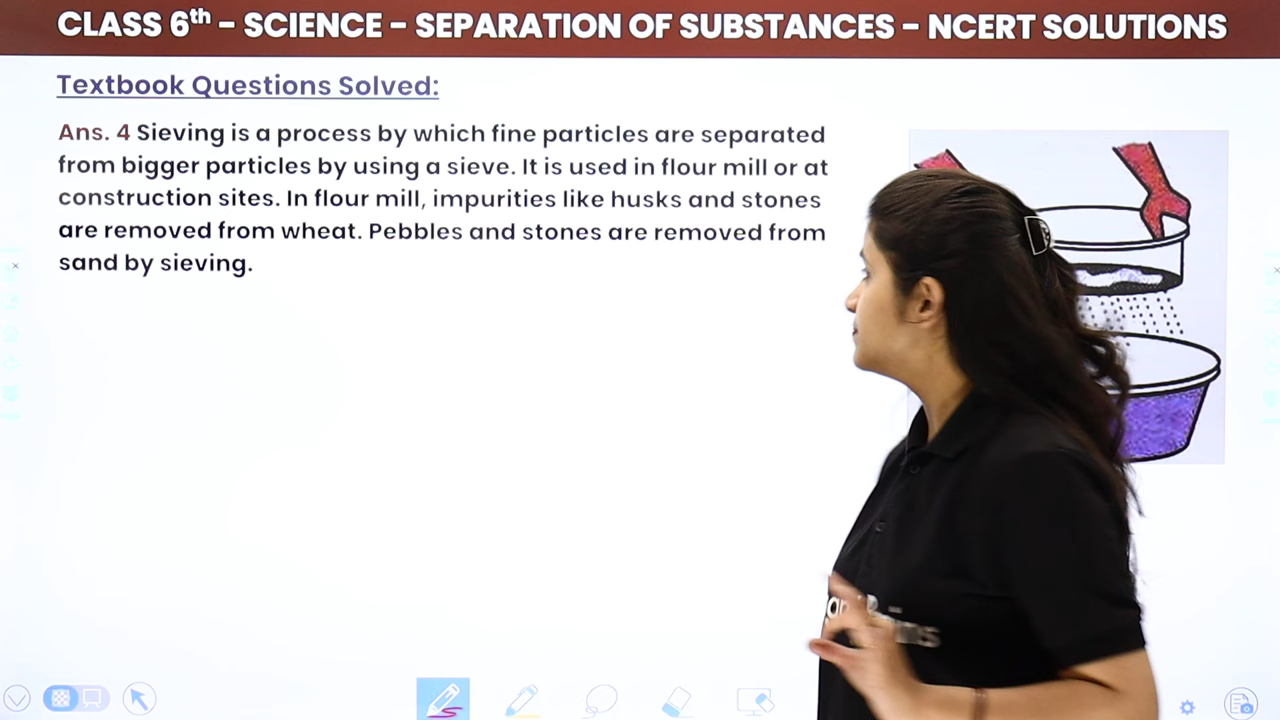 CLASS 6th – SCIENCE – SEPARATION OF SUBSTANCES – NCERT SOLUTIONS
Textbook Questions Solved:
Ans. 4 Sieving is a process by which fine particles are separated
from bigger particles by using a sieve. It is used in flour mill or at
construction sites. In flour mill, impurities like husks and stones
are removed from wheat. Pebbles and stones are removed from
sand by sieving.